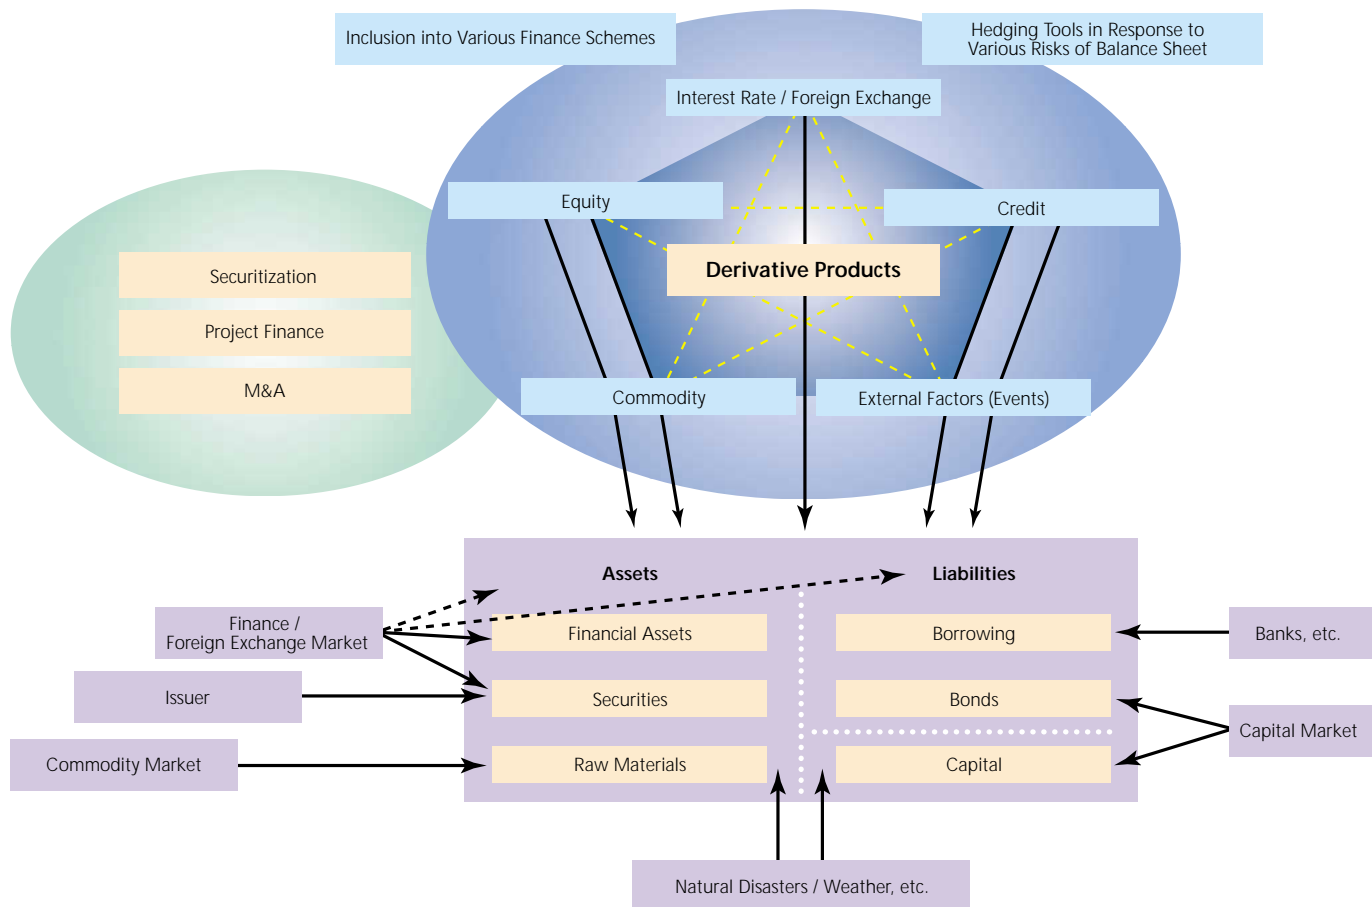 Inclusion into Various Finance Schemes
Hedging Tools in Response to
Various Risks of Balance Sheet
Interest Rate / Foreign Exchange
Equity
Credit
Derivative Products
Securitization
Project Finance
M&A
Commodity
External Factors (Events)
Assets
Liabilities
Finance /
Foreign Exchange Market
Financial Assets
Borrowing
Banks, etc.
Issuer
Securities
Bonds
Capital Market
Commodity Market
Raw Materials
Capital
Natural Disasters / Weather, etc.